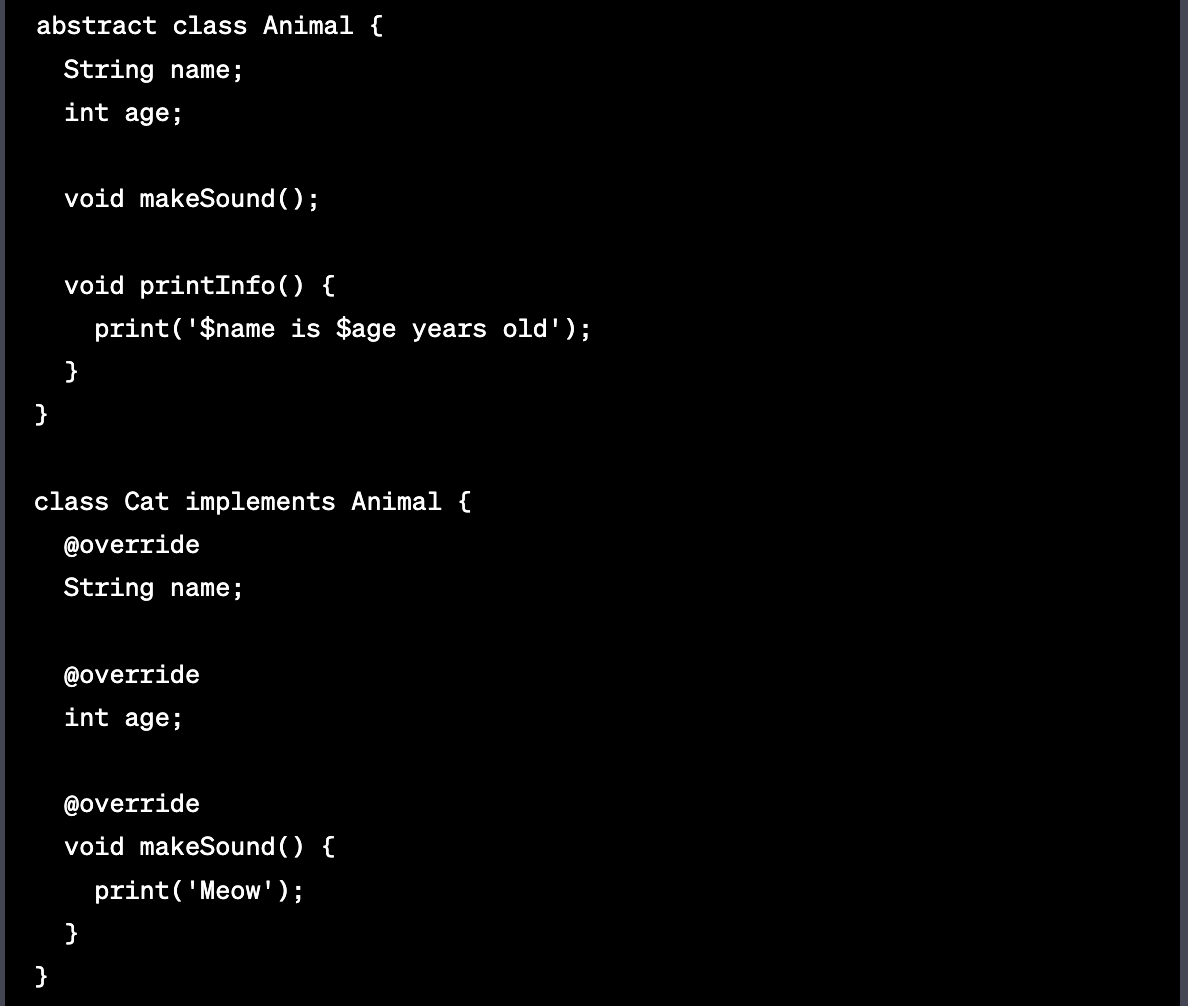 abstract class Animal {
  String name;
  int age;

  void makeSound();

  void printInfo() {
    print('$name is $age years old');
  }
}

class Cat implements Animal {
  @override
  String name;

  @override
  int age;

  @override
  void makeSound() {
    print('Meow');
  }
}